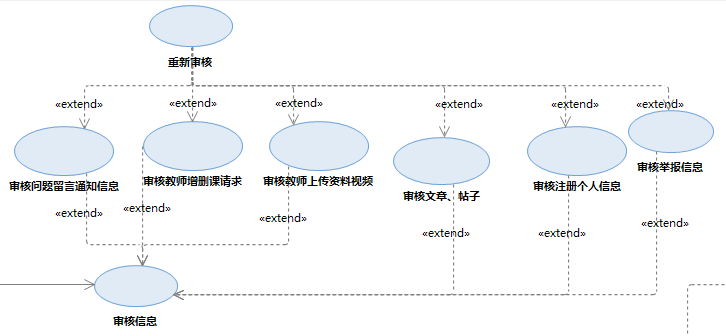 重新审核
«extend»
«extend»
«extend»
«extend»
«extend»
«extend»
审核问题留言通知信息
审核教师增删课请求
审核教师上传资料视频
审核文章、帖子
审核注册个人信息
审核举报信息
«extend»
«extend»
«extend»
«extend»
«extend»
«extend»
审核信息